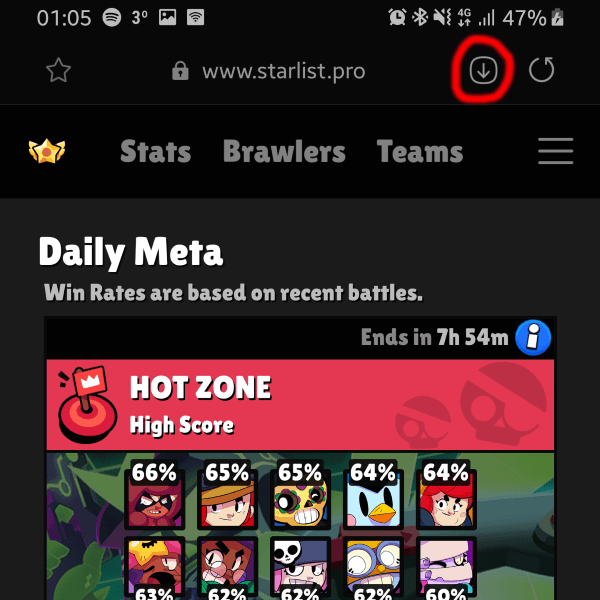 01:05 3° 4G 47%
www.starlist.pro
Stats Brawlers Teams
Daily Meta
Win Rates are based on recent battles.
Ends in 7h 54m i
HOT ZONE
High Score
66% 65% 65% 64% 64%
63% 62% 62% 62% 60%